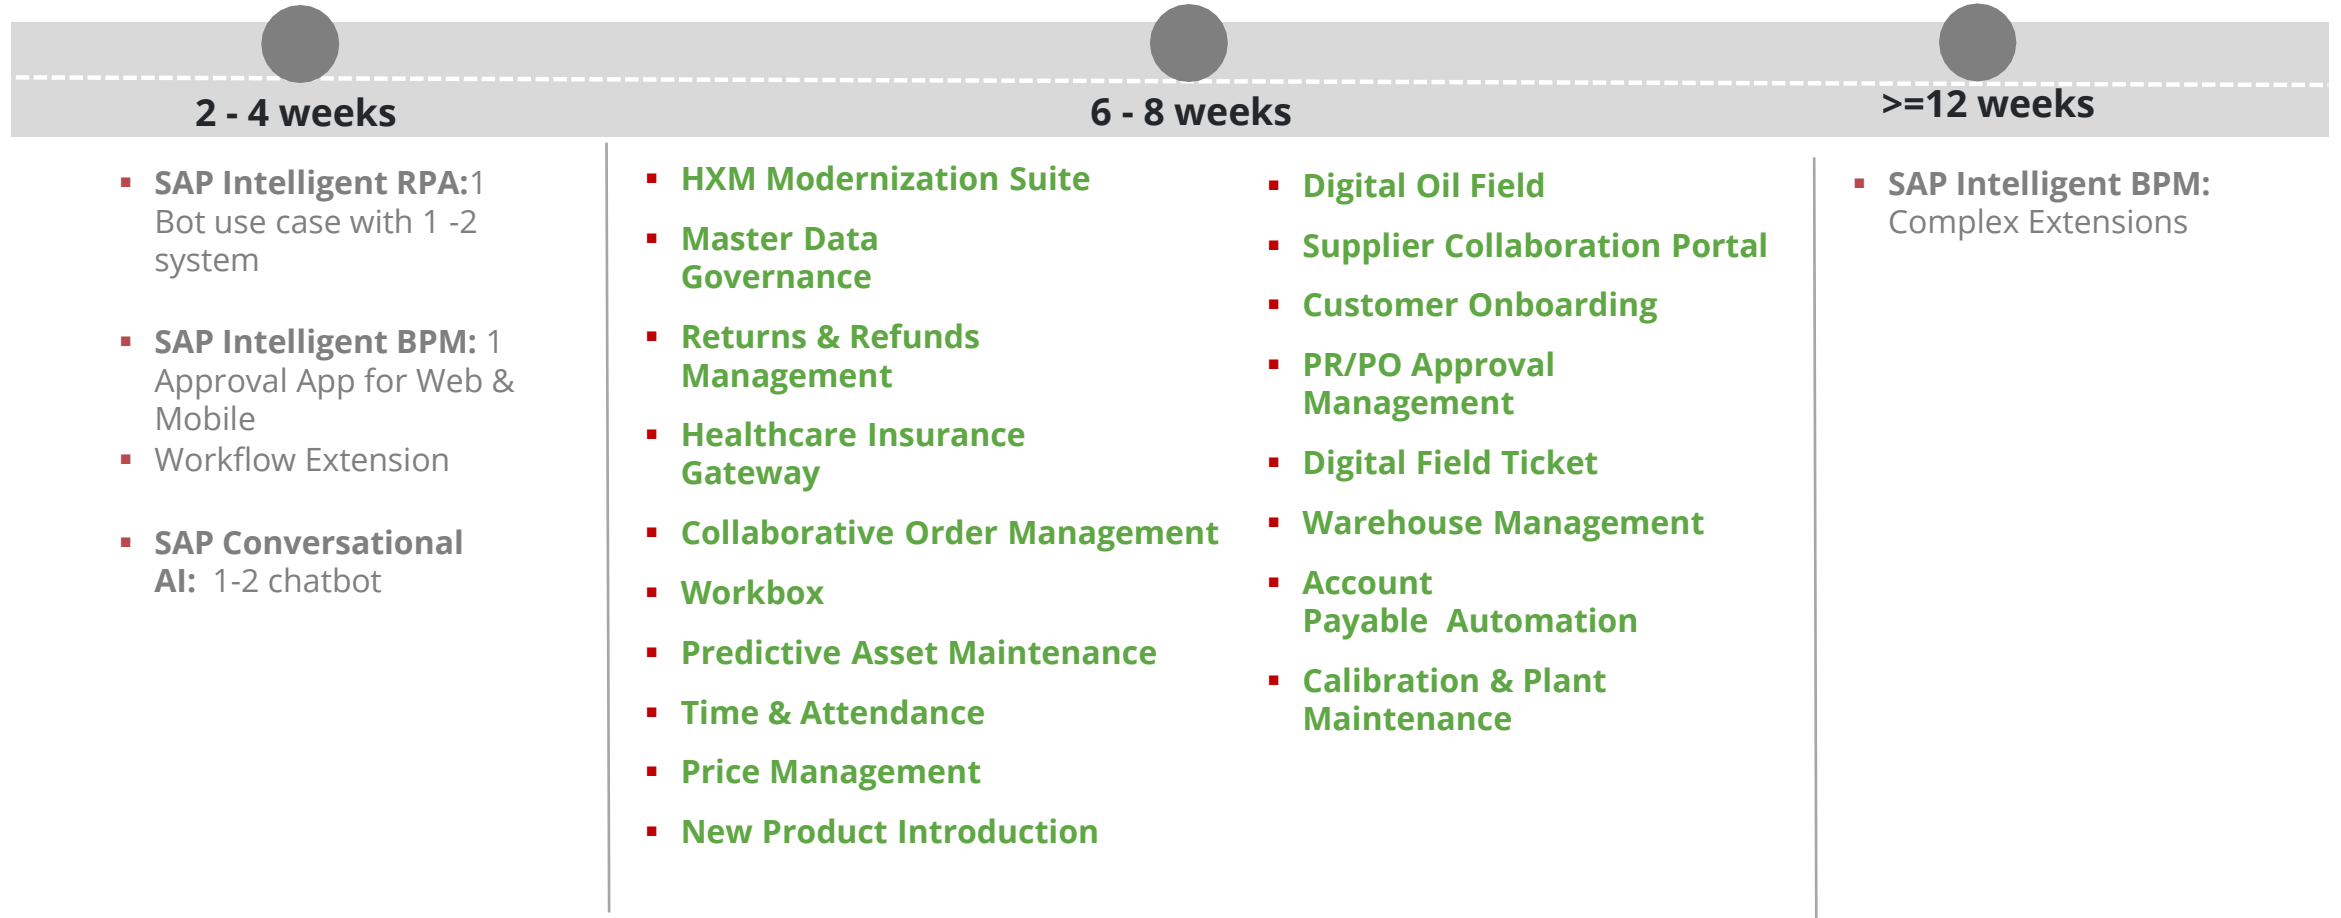 2 - 4 weeks
6 - 8 weeks
>=12 weeks
▪ SAP Intelligent RPA:1
Bot use case with 1 -2
system
▪ SAP Intelligent BPM: 1
Approval App for Web &
Mobile
▪ Workflow Extension
▪ SAP Conversational
AI:  1-2 chatbot
▪ HXM Modernization Suite
▪ Master Data
Governance
▪ Returns & Refunds
Management
▪ Healthcare Insurance
Gateway
▪ Collaborative Order Management
▪ Workbox
▪ Predictive Asset Maintenance
▪ Time & Attendance
▪ Price Management
▪ New Product Introduction
▪ Digital Oil Field
▪ Supplier Collaboration Portal
▪ Customer Onboarding
▪ PR/PO Approval
Management
▪ Digital Field Ticket
▪ Warehouse Management
▪ Account
Payable  Automation
▪ Calibration & Plant
Maintenance
▪ SAP Intelligent BPM:
Complex Extensions